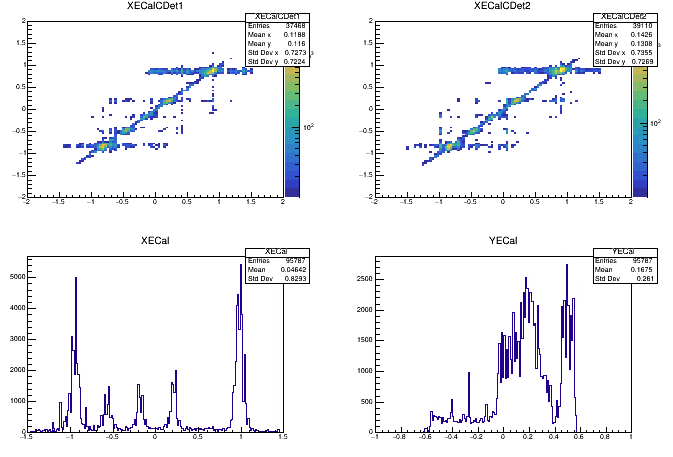 XECalCDet1
XECalCDet1
Entries 37468
Mean x 0.1188
Mean y 0.116
Std Dev x 0.7273
Std Dev y 0.7224
2
1.5
1
0.5
0
−0.5
−1
−1.5
−2
−2 −1.5 −1 −0.5 0 0.5 1 1.5 2
10²
XECalCDet2
XECalCDet2
Entries 39110
Mean x 0.1426
Mean y 0.1308
Std Dev x 0.7355
Std Dev y 0.7269
2
1.5
1
0.5
0
−0.5
−1
−1.5
−2
−2 −1.5 −1 −0.5 0 0.5 1 1.5 2
10²
XECal
XECal
Entries 95787
Mean 0.04642
Std Dev 0.8293
5000
4000
3000
2000
1000
0
−1.5 −1 −0.5 0 0.5 1 1.5
YECal
YECal
Entries 95787
Mean 0.1675
Std Dev 0.261
2500
2000
1500
1000
500
0
−1 −0.8 −0.6 −0.4 −0.2 0 0.2 0.4 0.6 0.8 1